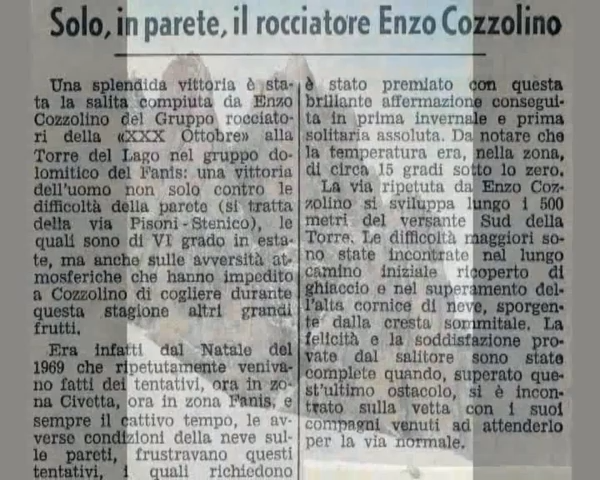 Solo, in parete, il rocciatore Enzo Cozzolino
Una splendida vittoria è sta-
ta la salita compiuta da Enzo
Cozzolino del Gruppo rocciato-
ri della «XXX Ottobre» alla
Torre del Lago nel gruppo do-
lomitico del Fanis: una vittoria
dell'uomo non solo contro le
difficoltà della parete (si tratta
della via Pisoni-Stenico), le
quali sono di VI grado in esta-
te, ma anche sulle avversità at-
mosferiche che hanno impedito
a Cozzolino di cogliere durante
questa stagione altri grandi
frutti.
Era infatti dal Natale del
1969 che ripetutamente veniva-
no fatti dei tentativi, ora in zo-
na Civetta, ora in zona Fanis, e
sempre il cattivo tempo, le av-
verse condizioni della neve sul-
le pareti, frustravano questi
tentativi, i quali richiedono
è stato premiato con questa
brillante affermazione consegui-
ta in prima invernale e prima
solitaria assoluta. Da notare che
la temperatura era, nella zona,
di circa 15 gradi sotto lo zero.
La via ripetuta da Enzo Coz-
zolino si sviluppa lungo i 500
metri del versante Sud della
Torre. Le difficoltà maggiori so-
no state incontrate nel lungo
camino iniziale ricoperto di
ghiaccio e nel superamento del-
l'alta cornice di neve, sporgen-
te dalla cresta sommitale. La
felicità e la soddisfazione pro-
vate dal salitore sono state
complete quando, superato que-
st'ultimo ostacolo, si è incon-
trato sulla vetta con i suoi
compagni venuti ad attenderlo
per la via normale.